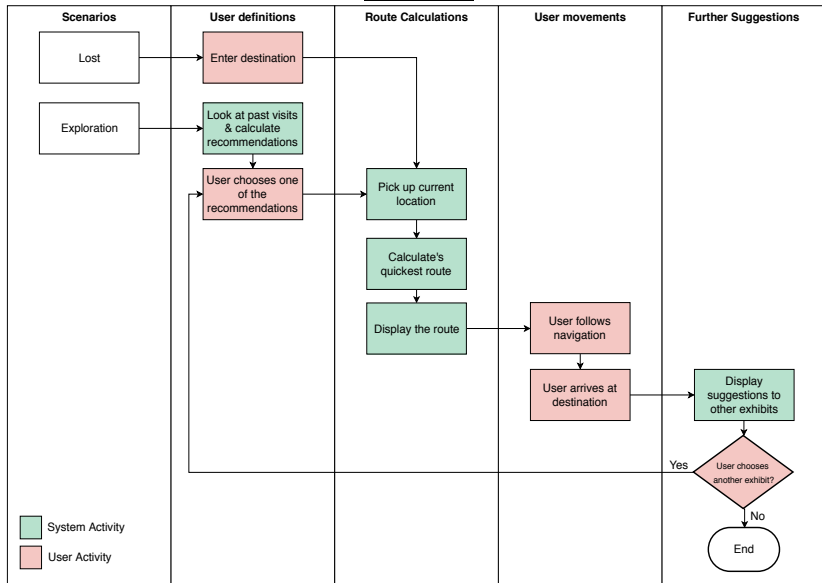 Scenarios
User definitions
Route Calculations
User movements
Further Suggestions
Lost
Enter destination
Exploration
Look at past visits
& calculate
recommendations
User chooses one
of the
recommendations
Pick up current
location
Calculate's
quickest route
Display the route
User follows
navigation
User arrives at
destination
Display
suggestions to
other exhibits
User chooses
another exhibit?
Yes
No
End
System Activity
User Activity